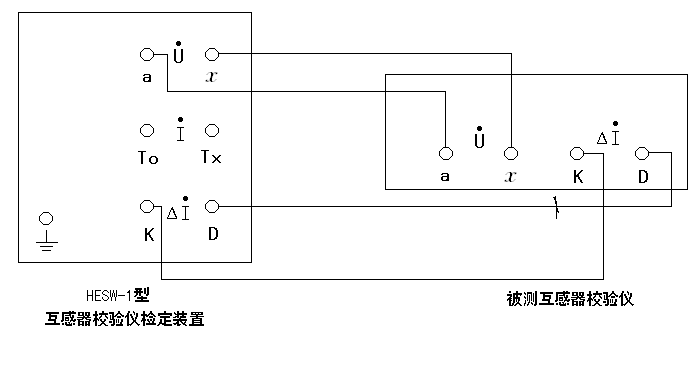 U̇
a x
İ
To Tx
Δİ
K D
U̇
a x
Δİ
K D
HESW-1型
互感器校验仪检定装置
被测互感器校验仪